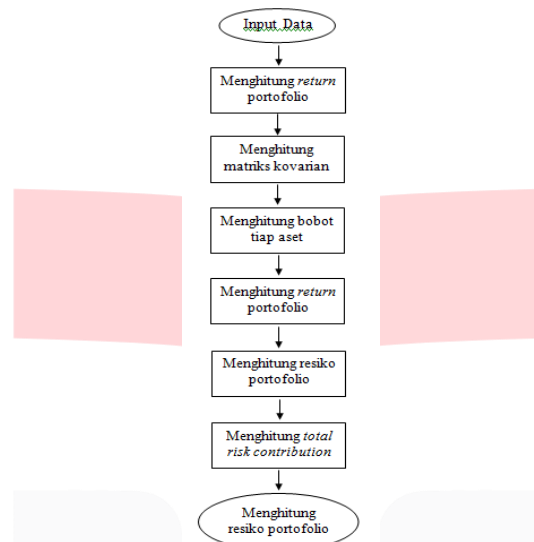 Input Data
Menghitung return
portofolio
Menghitung
matriks kovarian
Menghitung bobot
tiap aset
Menghitung return
portofolio
Menghitung resiko
portofolio
Menghitung total
risk contribution
Menghitung
resiko portofolio